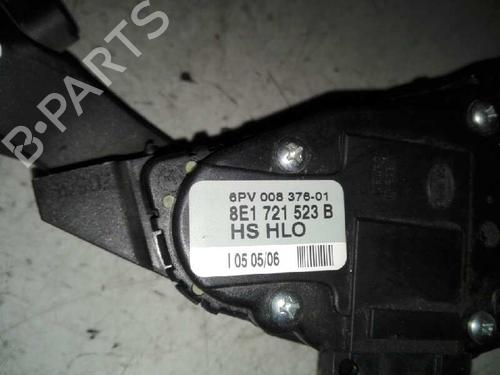 B-PARTS
6PV 008 376-01
8E1 721 523 B
HS HLO
I 05 05/06